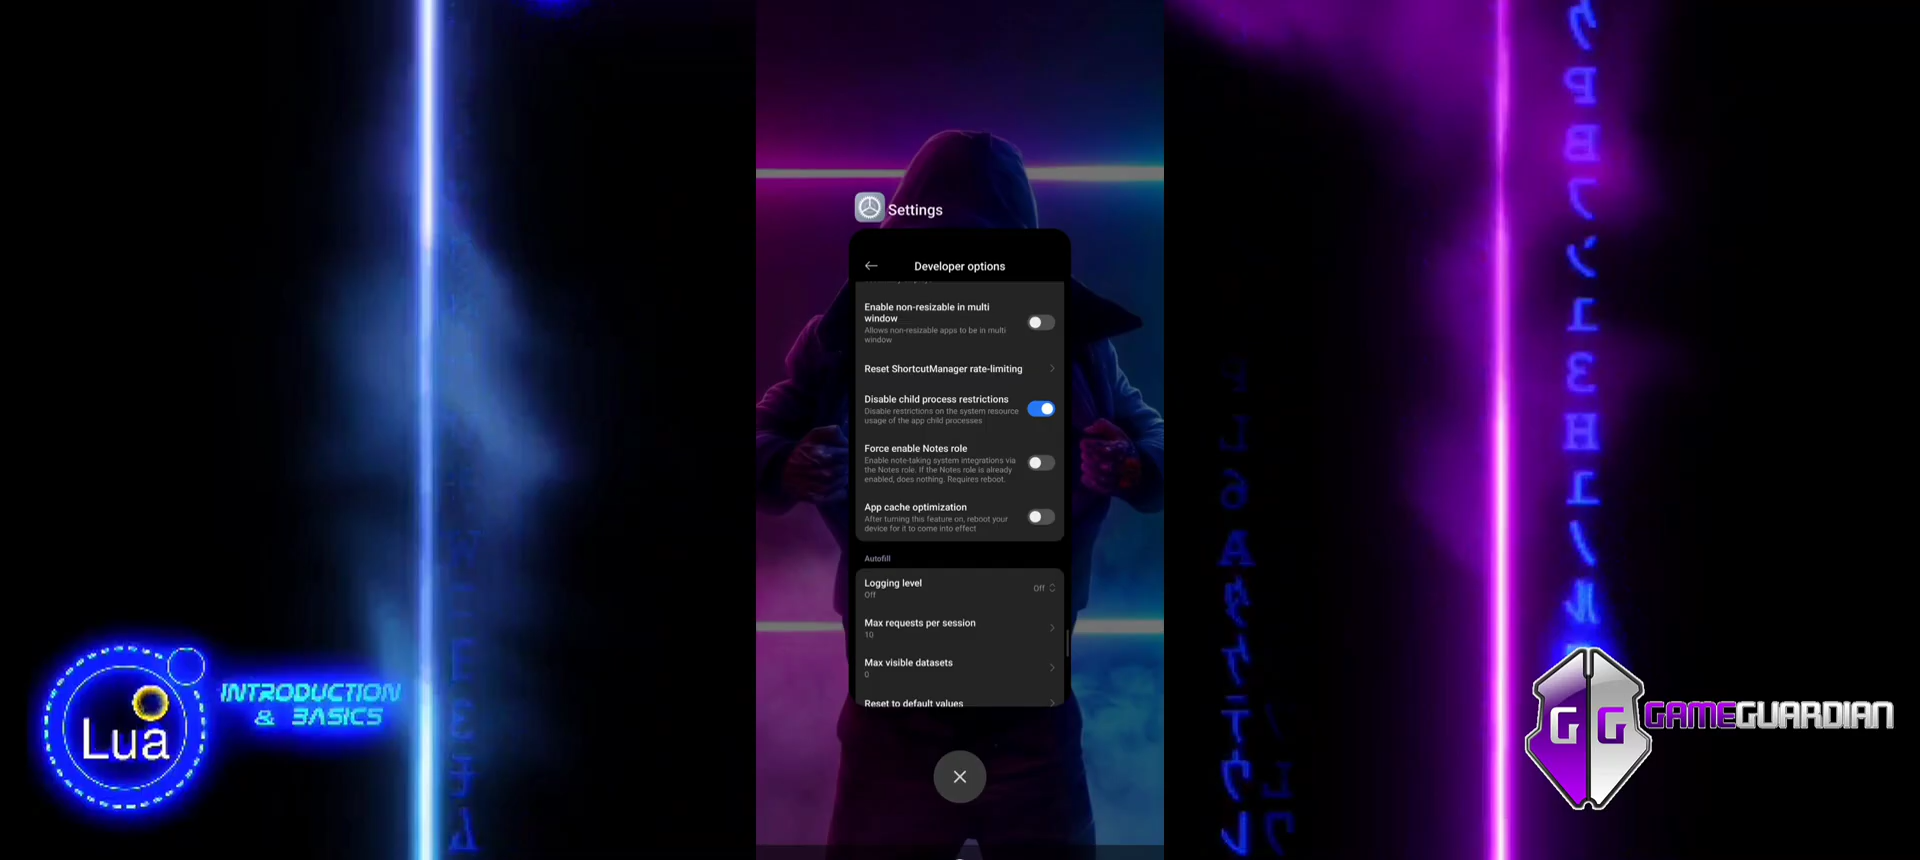 Settings
Developer options
Enable non-resizable in multi
window
Allows non-resizable apps to be in multi
window
Reset ShortcutManager rate-limiting
Disable child process restrictions
Disable restrictions on the system resource
usage of the app child processes
Force enable Notes role
Enable note-taking system integrations via
the Notes role. If the Notes role is already
enabled, does nothing. Requires reboot.
App cache optimization
After turning this feature on, reboot your
device for it to come into effect
Autofill
Logging level
Off
Off
Max requests per session
10
Max visible datasets
0
Reset to default values
Lua
INTRODUCTION
& BASICS
GG
GAMEGUARDIAN